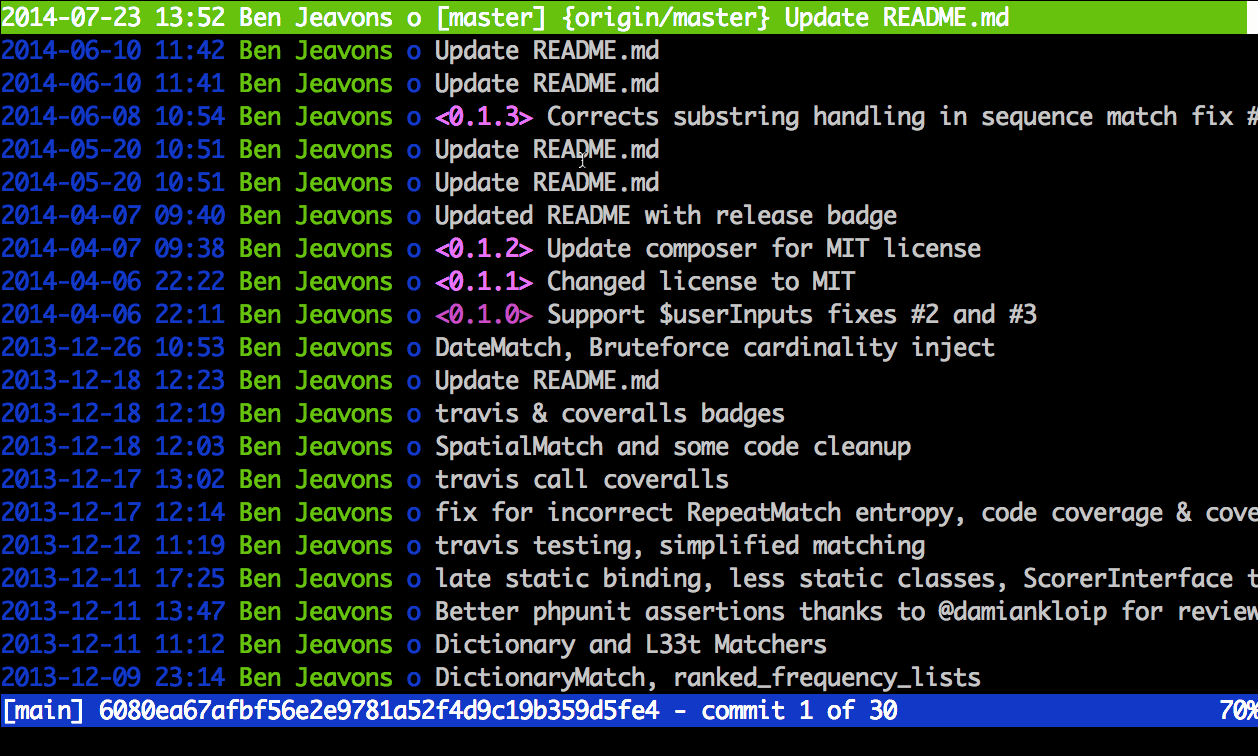 2014-07-23 13:52 Ben Jeavons o [master] {origin/master} Update README.md
2014-06-10 11:42 Ben Jeavons o Update README.md
2014-06-10 11:41 Ben Jeavons o Update README.md
2014-06-08 10:54 Ben Jeavons o <0.1.3> Corrects substring handling in sequence match fix #
2014-05-20 10:51 Ben Jeavons o Update README.md
2014-05-20 10:51 Ben Jeavons o Update README.md
2014-04-07 09:40 Ben Jeavons o Updated README with release badge
2014-04-07 09:38 Ben Jeavons o <0.1.2> Update composer for MIT license
2014-04-06 22:22 Ben Jeavons o <0.1.1> Changed license to MIT
2014-04-06 22:11 Ben Jeavons o <0.1.0> Support $userInputs fixes #2 and #3
2013-12-26 10:53 Ben Jeavons o DateMatch, Bruteforce cardinality inject
2013-12-18 12:23 Ben Jeavons o Update README.md
2013-12-18 12:19 Ben Jeavons o travis & coveralls badges
2013-12-18 12:03 Ben Jeavons o SpatialMatch and some code cleanup
2013-12-17 13:02 Ben Jeavons o travis call coveralls
2013-12-17 12:14 Ben Jeavons o fix for incorrect RepeatMatch entropy, code coverage & cove
2013-12-12 11:19 Ben Jeavons o travis testing, simplified matching
2013-12-11 17:25 Ben Jeavons o late static binding, less static classes, ScorerInterface t
2013-12-11 13:47 Ben Jeavons o Better phpunit assertions thanks to @damiankloip for review
2013-12-11 11:12 Ben Jeavons o Dictionary and L33t Matchers
2013-12-09 23:14 Ben Jeavons o DictionaryMatch, ranked_frequency_lists
[main] 6080ea67afbf56e2e9781a52f4d9c19b359d5fe4 - commit 1 of 30 70%